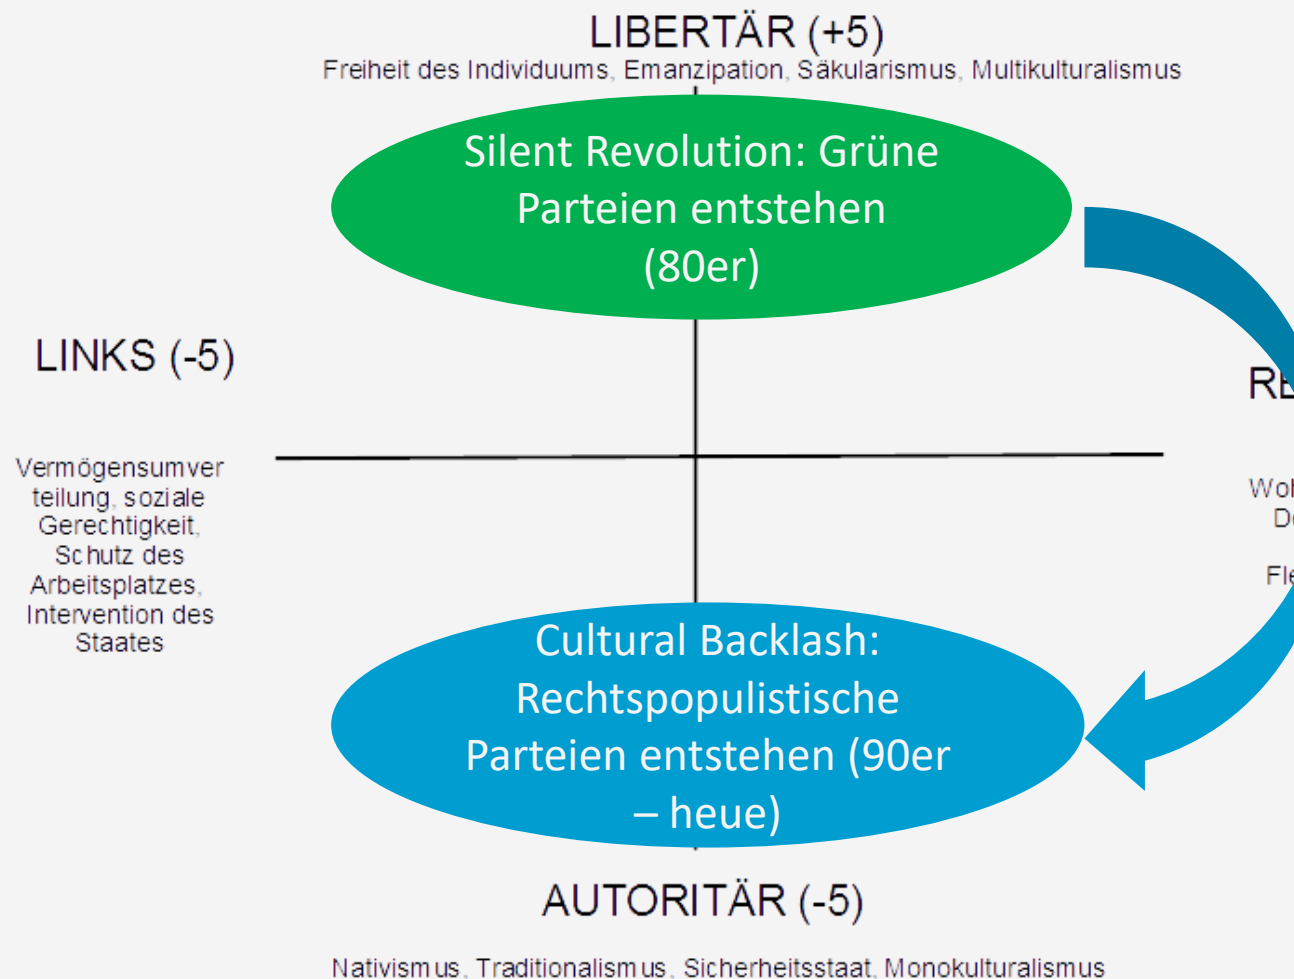 LIBERTÄR (+5)
Freiheit des Individuums, Emanzipation, Säkularismus, Multikulturalismus
Silent Revolution: Grüne
Parteien entstehen
(80er)
LINKS (-5)
Vermögensumver
teilung, soziale
Gerechtigkeit,
Schutz des
Arbeitsplatzes,
Intervention des
Staates
Cultural Backlash:
Rechtspopulistische
Parteien entstehen (90er
– heue)
AUTORITÄR (-5)
Nativismus, Traditionalismus, Sicherheitsstaat, Monokulturalismus